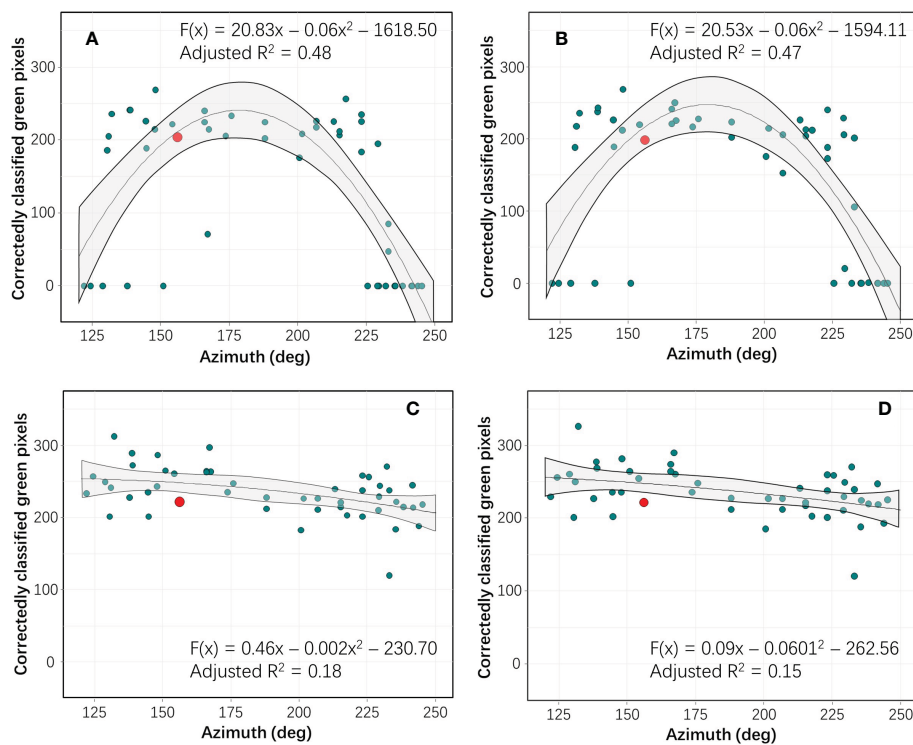 A
F(x) = 20.83x – 0.06x² – 1618.50
Adjusted R² = 0.48
Correctedly classified green pixels
300
200
100
0
125
150
175
200
225
250
Azimuth (deg)
B
F(x) = 20.53x – 0.06x² – 1594.11
Adjusted R² = 0.47
Correctedly classified green pixels
300
200
100
0
125
150
175
200
225
250
Azimuth (deg)
C
Correctedly classified green pixels
300
200
100
0
F(x) = 0.46x – 0.002x² – 230.70
Adjusted R² = 0.18
125
150
175
200
225
250
Azimuth (deg)
D
Correctedly classified green pixels
300
200
100
0
F(x) = 0.09x – 0.0601² – 262.56
Adjusted R² = 0.15
125
150
175
200
225
250
Azimuth (deg)